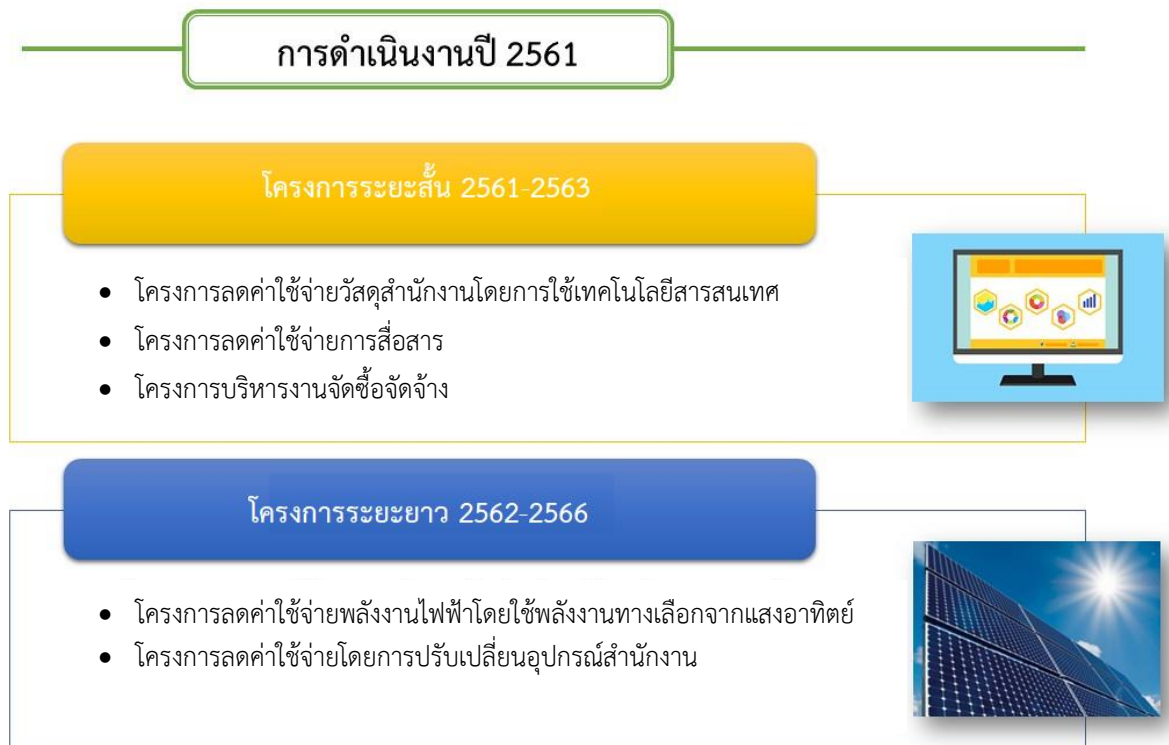 การดำเนินงานปี 2561
โครงการระยะสั้น 2561-2563
• โครงการลดค่าใช้จ่ายวัสดุสำนักงานโดยการใช้เทคโนโลยีสารสนเทศ
• โครงการลดค่าใช้จ่ายการสื่อสาร
• โครงการบริหารงานจัดซื้อจัดจ้าง
โครงการระยะยาว 2562-2566
• โครงการลดค่าใช้จ่ายพลังงานไฟฟ้าโดยใช้พลังงานทางเลือกจากแสงอาทิตย์
• โครงการลดค่าใช้จ่ายโดยการปรับเปลี่ยนอุปกรณ์สำนักงาน